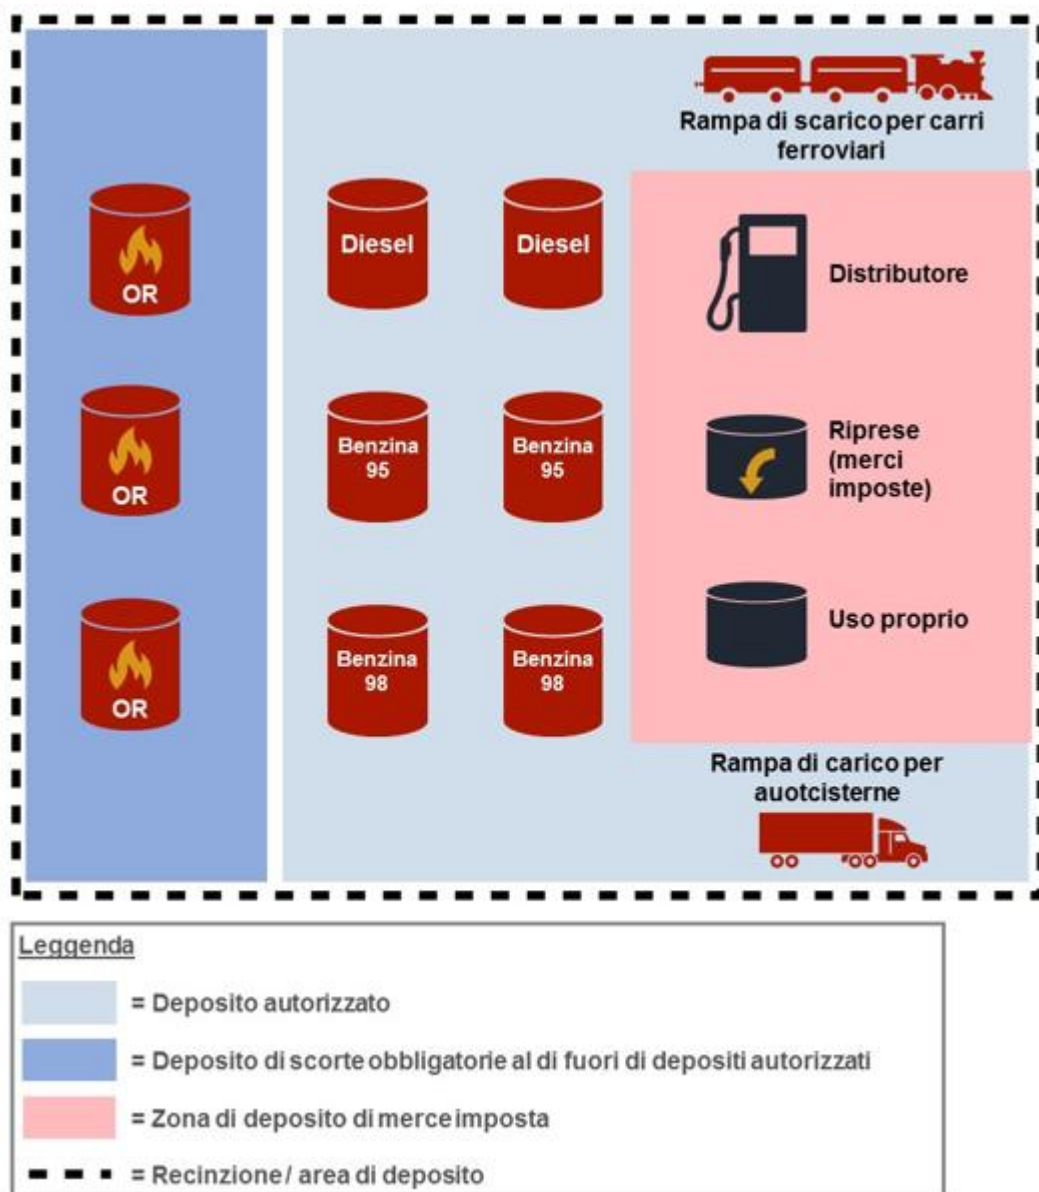 Rampa di scarico per carri
ferroviari
OR
Diesel
Diesel
Distributore
OR
Benzina
95
Benzina
95
Riprese
(merci
imposte)
OR
Benzina
98
Benzina
98
Uso proprio
Rampa di carico per
auotcisterne
Leggenda
= Deposito autorizzato
= Deposito di scorte obbligatorie al di fuori di depositi autorizzati
= Zona di deposito di merce imposta
= Recinzione / area di deposito